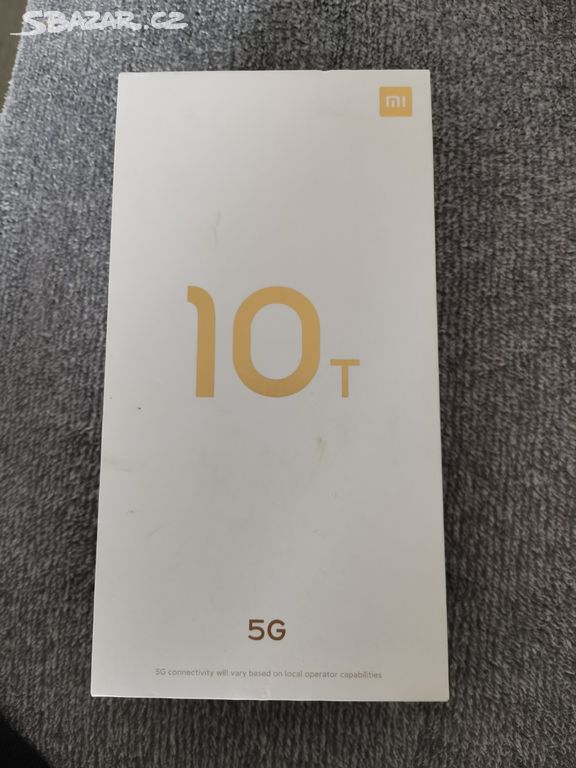 SBAZAR.CZ
mi
10T
5G
5G connectivity will vary based on local operator capabilities